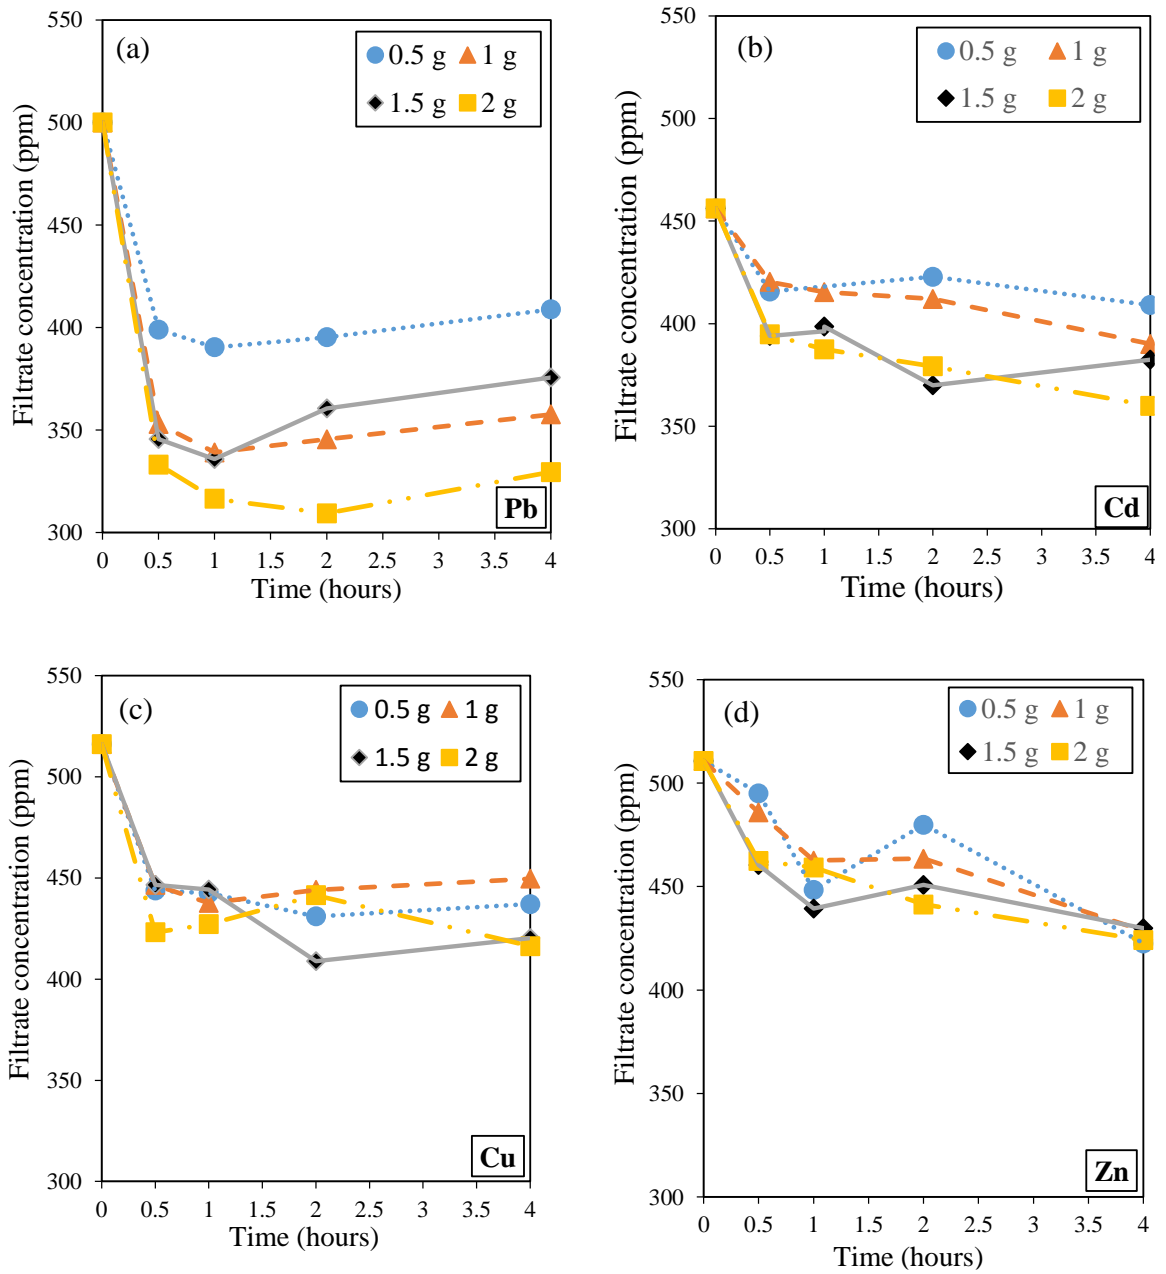 (a)
0.5 g 1 g
1.5 g 2 g
550
500
450
400
350
300
Filtrate concentration (ppm)
0 0.5 1 1.5 2 2.5 3 3.5 4
Time (hours)
Pb
(b)
0.5 g 1 g
1.5 g 2 g
550
500
450
400
350
300
Filtrate concentration (ppm)
0 0.5 1 1.5 2 2.5 3 3.5 4
Time (hours)
Cd
(c)
0.5 g 1 g
1.5 g 2 g
550
500
450
400
350
300
Filtrate concentration (ppm)
0 0.5 1 1.5 2 2.5 3 3.5 4
Time (hours)
Cu
(d)
0.5 g 1 g
1.5 g 2 g
550
500
450
400
350
300
Filtrate concentration (ppm)
0 0.5 1 1.5 2 2.5 3 3.5 4
Time (hours)
Zn